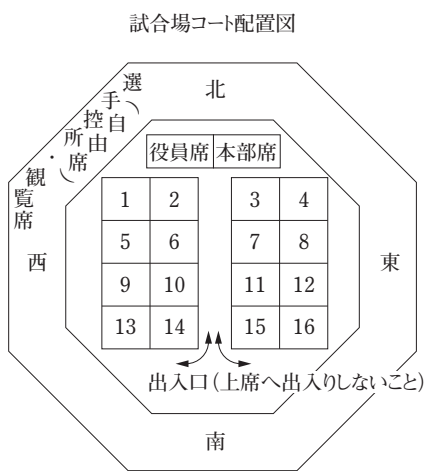 試合場コート配置図
北
選手控所・観覧席
(自由席)
役員席 本部席
1 2 3 4
5 6 7 8
9 10 11 12
13 14 15 16
西
東
出入口(上席へ出入りしないこと)
南